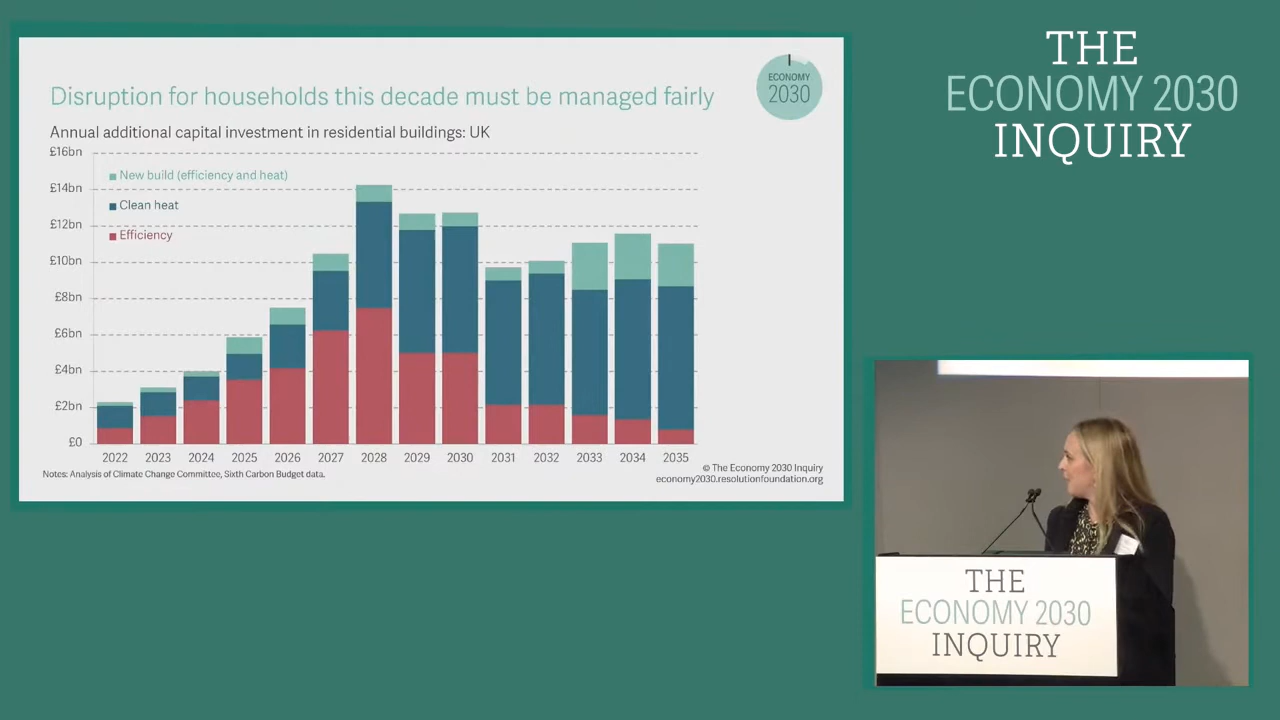 Disruption for households this decade must be managed fairly
ECONOMY
2030
Annual additional capital investment in residential buildings: UK
£16bn
£14bn
£12bn
£10bn
£8bn
£6bn
£4bn
£2bn
£0
New build (efficiency and heat)
Clean heat
Efficiency
2022 2023 2024 2025 2026 2027 2028 2029 2030 2031 2032 2033 2034 2035
Notes: Analysis of Climate Change Committee, Sixth Carbon Budget data.
© The Economy 2030 Inquiry
economy2030.resolutionfoundation.org
THE
ECONOMY 2030
INQUIRY
THE
ECONOMY 2030
INQUIRY